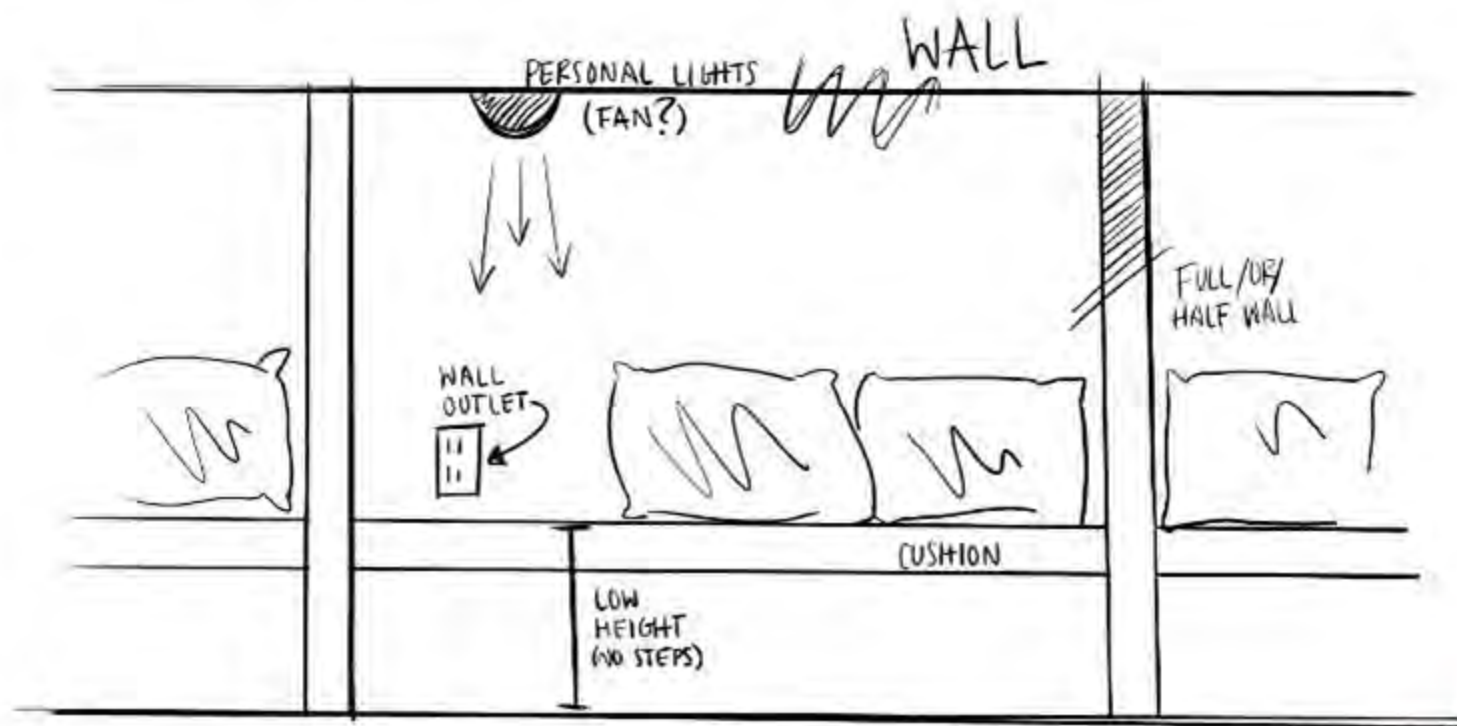 WALL
PERSONAL LIGHTS
(FAN?)
FULL/OR/
HALF WALL
WALL
OUTLET
CUSHION
LOW
HEIGHT
(NO STEPS)